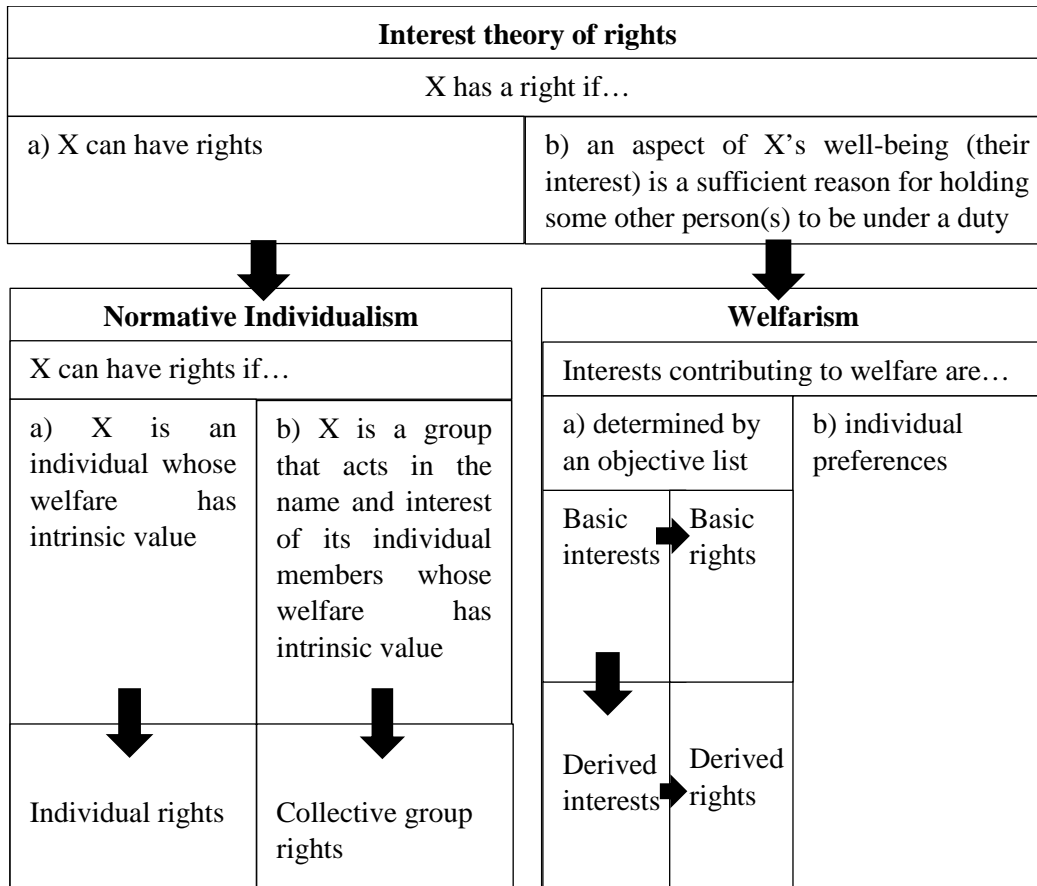 Interest theory of rights
X has a right if…
a) X can have rights
b) an aspect of X’s well-being (their
interest) is a sufficient reason for holding
some other person(s) to be under a duty
Normative Individualism
X can have rights if…
a) X is an
individual whose
welfare has
intrinsic value
b) X is a group
that acts in the
name and interest
of its individual
members whose
welfare has
intrinsic value
Individual rights
Collective group
rights
Welfarism
Interests contributing to welfare are…
a) determined by
an objective list
b) individual
preferences
Basic
interests
Basic
rights
Derived
interests
Derived
rights